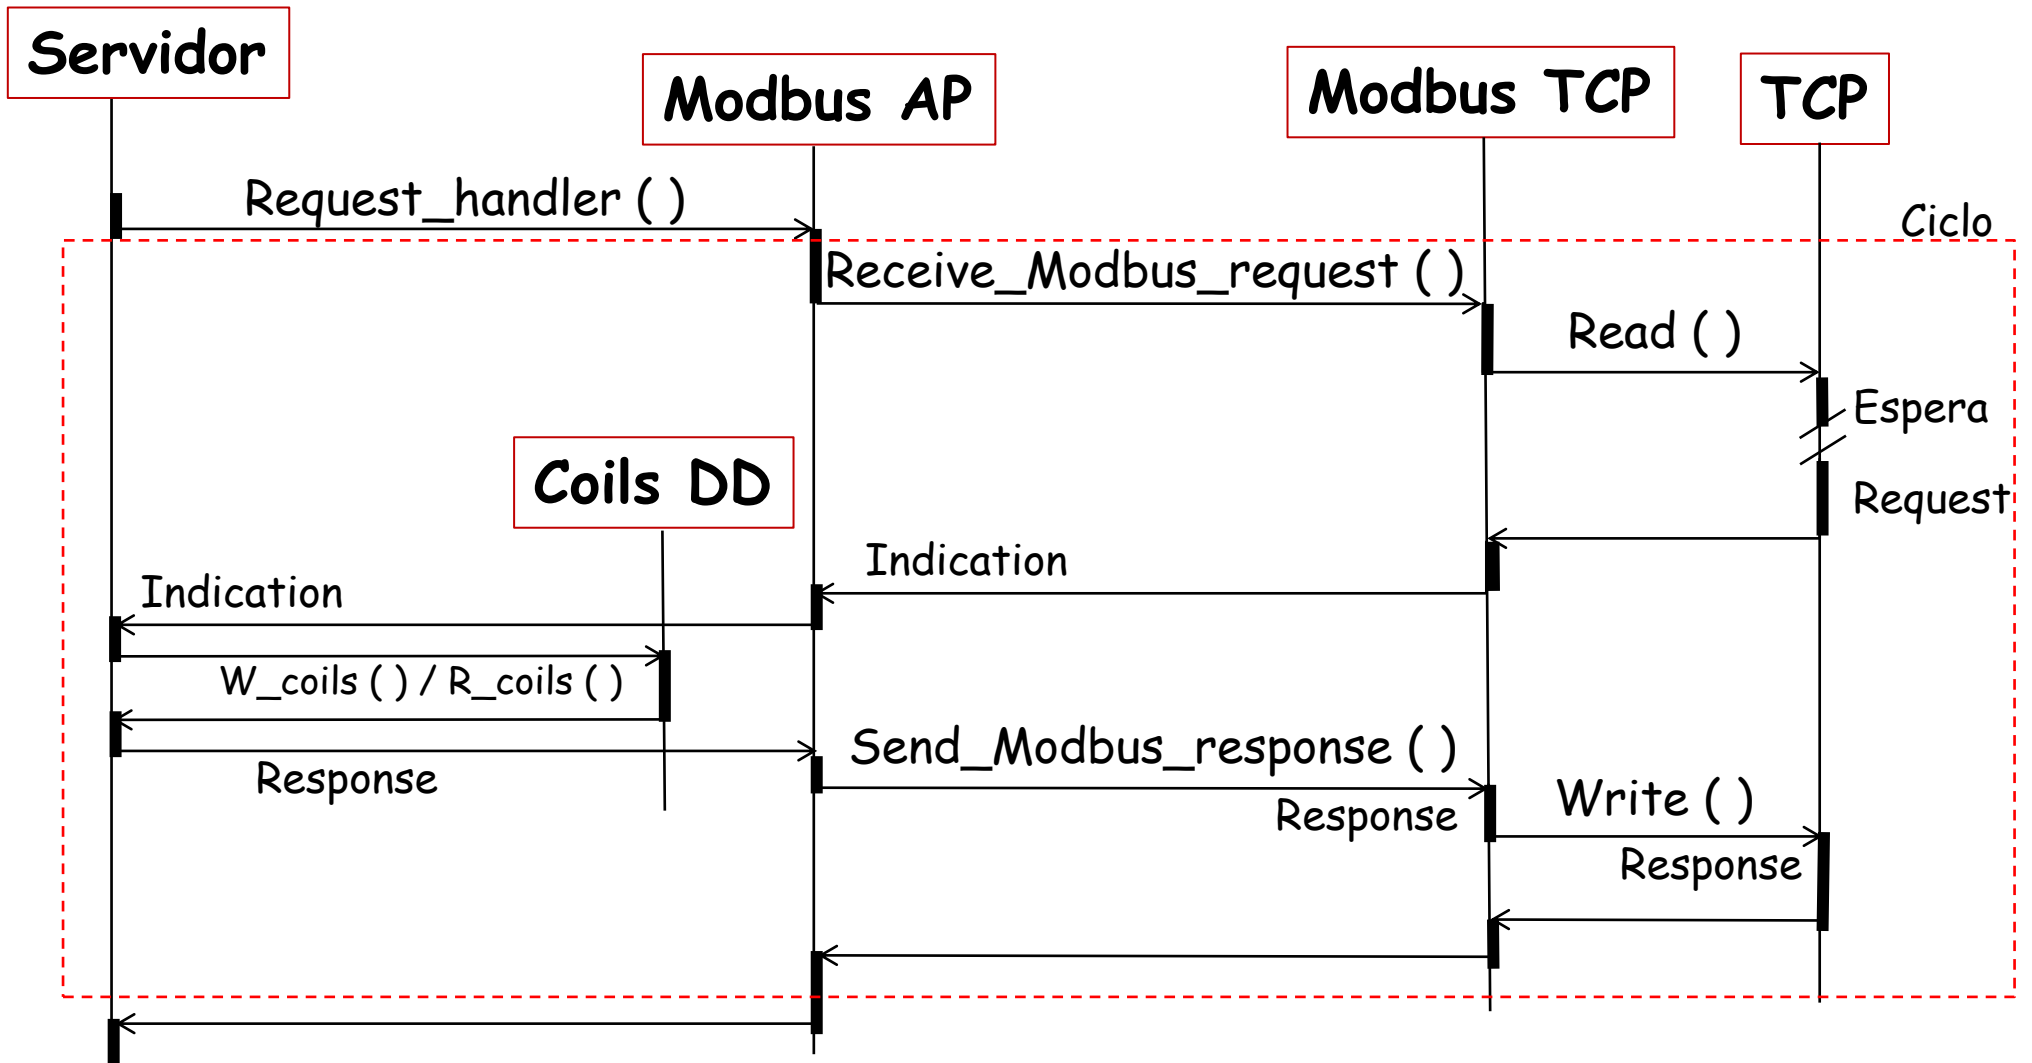 Servidor
Modbus AP
Modbus TCP
TCP
Request_handler ( )
Ciclo
Receive_Modbus_request ( )
Read ( )
Espera
Coils DD
Request
Indication
Indication
W_coils ( ) / R_coils ( )
Send_Modbus_response ( )
Response
Response
Write ( )
Response